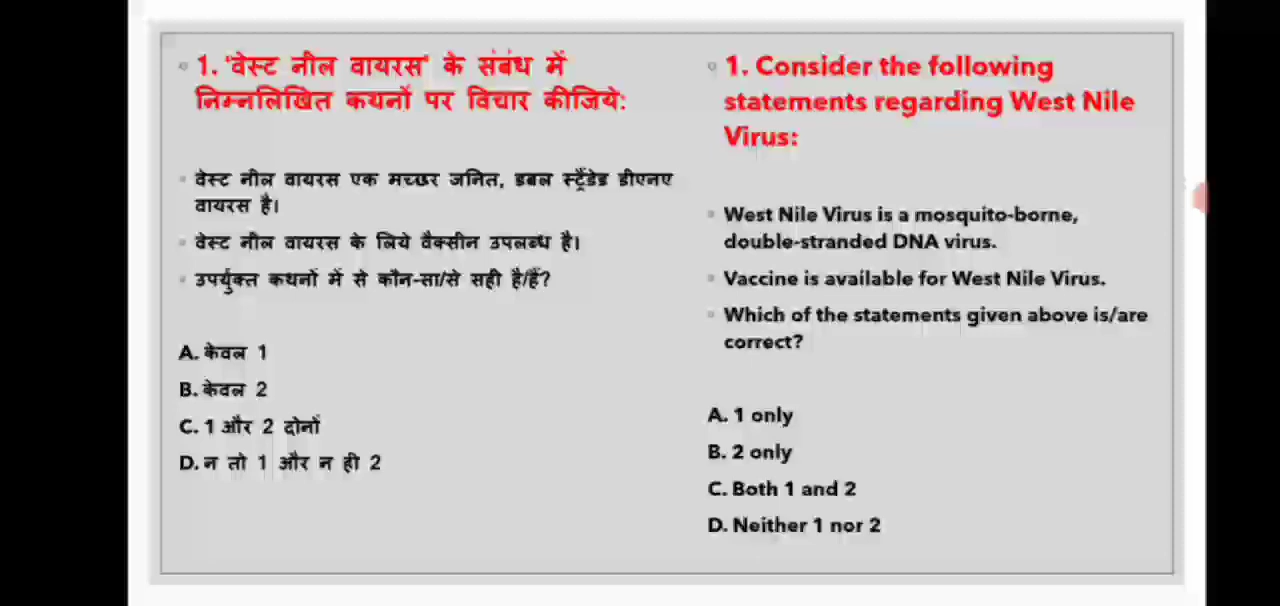 1. 'वेस्ट नील वायरस' के संबंध में
निम्नलिखित कथनों पर विचार कीजिये:
वेस्ट नील वायरस एक मच्छर जनित, डबल स्ट्रैंडेड डीएनए
वायरस है।
वेस्ट नील वायरस के लिये वैक्सीन उपलब्ध है।
उपर्युक्त कथनों में से कौन-सा/से सही है/हैं?
A. केवल 1
B. केवल 2
C. 1 और 2 दोनों
D. न तो 1 और न ही 2
1. Consider the following
statements regarding West Nile
Virus:
West Nile Virus is a mosquito-borne,
double-stranded DNA virus.
Vaccine is available for West Nile Virus.
Which of the statements given above is/are
correct?
A. 1 only
B. 2 only
C. Both 1 and 2
D. Neither 1 nor 2